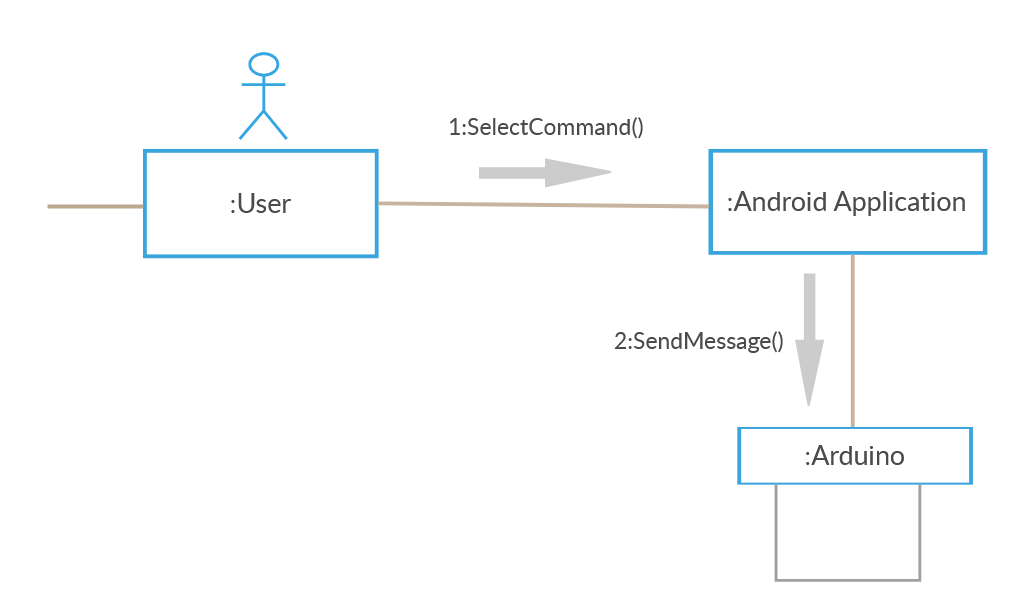 1:SelectCommand()
:User
:Android Application
2:SendMessage()
:Arduino